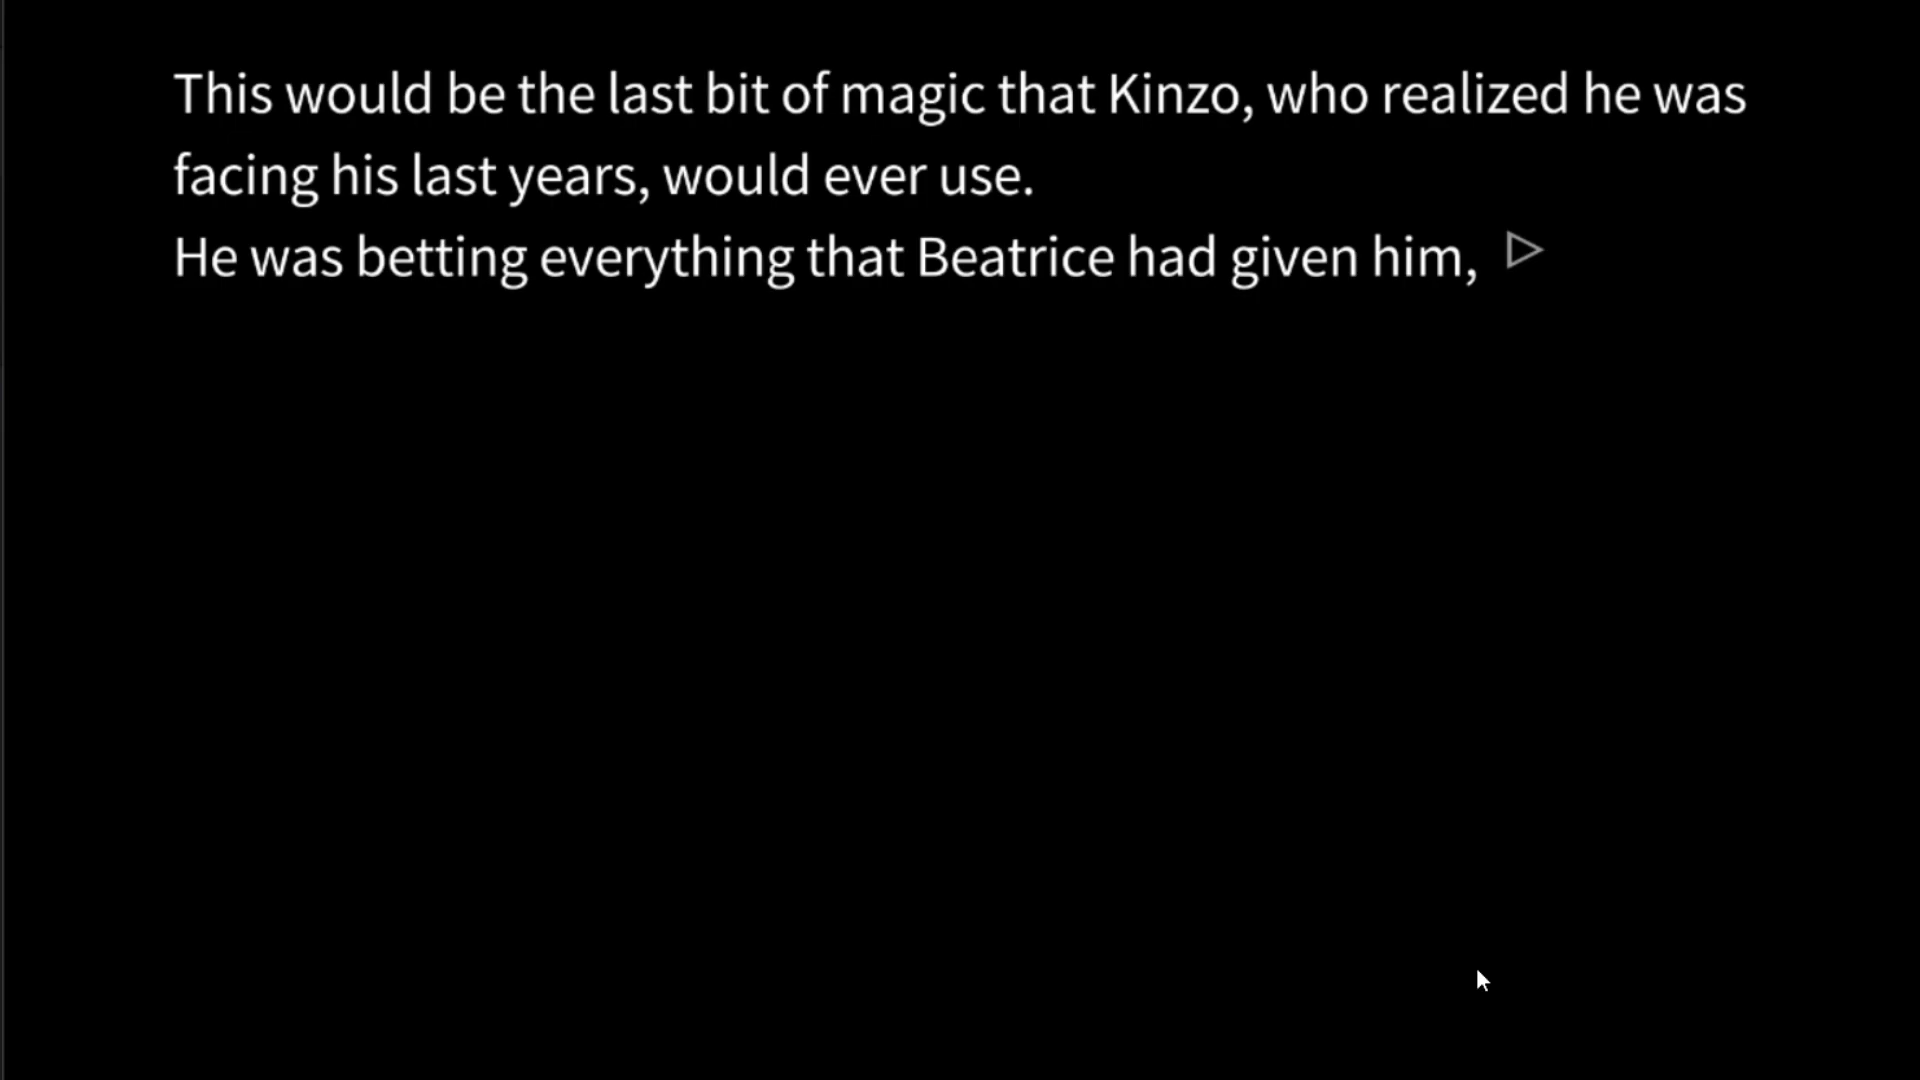 This would be the last bit of magic that Kinzo, who realized he was
facing his last years, would ever use.
He was betting everything that Beatrice had given him,